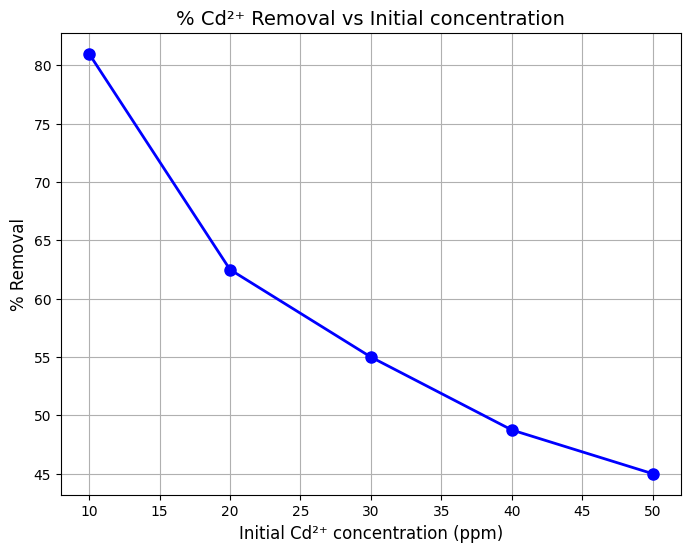 % Cd²⁺ Removal vs Initial concentration
80
75
70
65
60
55
50
45
% Removal
10 15 20 25 30 35 40 45 50
Initial Cd²⁺ concentration (ppm)